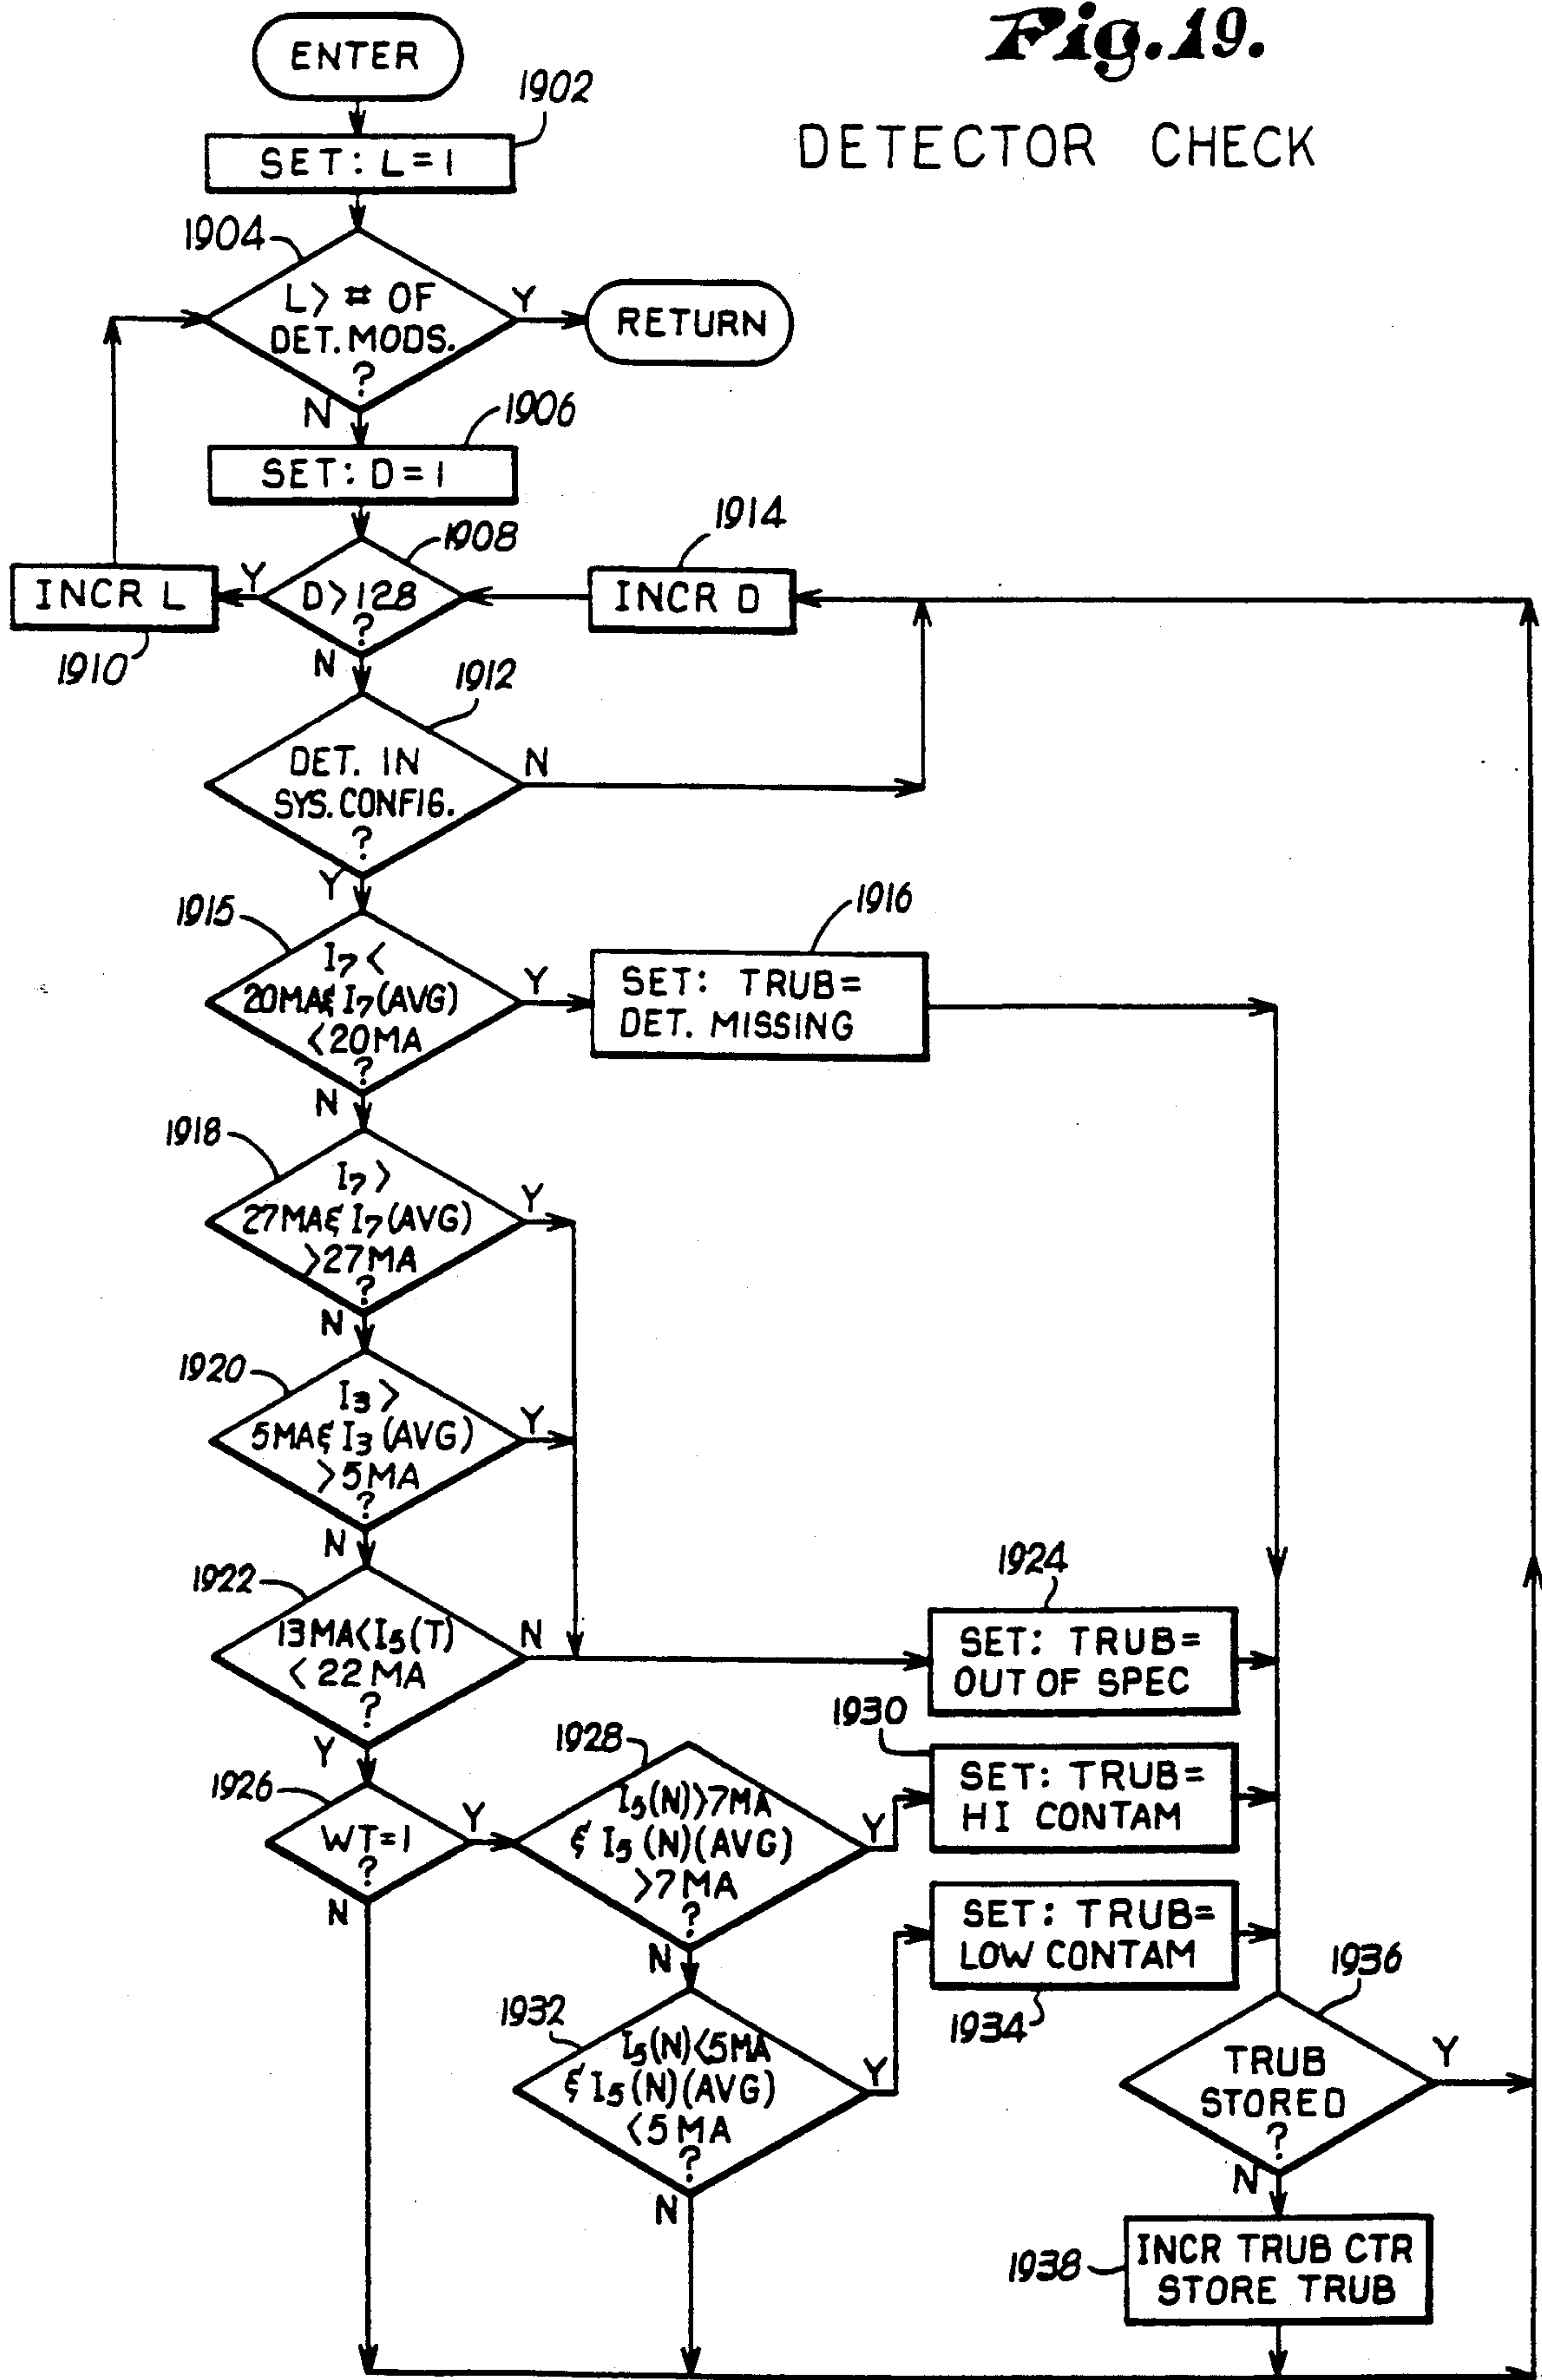 Fig. 19.
DETECTOR CHECK
ENTER
1902
SET: L = 1
1904
L > # OF
DET. MODS.
?
Y
RETURN
N
1906
SET: D = 1
1914
1908
INCR L
Y
D > 128
?
INCR D
1910
N
1912
DET. IN
SYS. CONFIG.
?
N
Y
1915
1916
I7 <
20MA & I7 (AVG)
< 20MA
?
Y
SET: TRUB =
DET. MISSING
N
1918
I7 >
27MA & I7 (AVG)
> 27MA
?
Y
N
1920
I3 >
5MA & I3 (AVG)
> 5MA
?
Y
N
1922
1924
13MA < I5 (T)
< 22MA
?
N
SET: TRUB =
OUT OF SPEC
Y
1926
1928
1930
WT = 1
?
Y
I5 (N) > 7MA
& I5 (N) (AVG)
> 7MA
?
Y
SET: TRUB =
HI CONTAM
N
N
1932
SET: TRUB =
LOW CONTAM
1934
1936
I5 (N) < 5MA
& I5 (N) (AVG)
< 5MA
?
Y
TRUB
STORED
?
Y
N
N
1938
INCR TRUB CTR
STORE TRUB